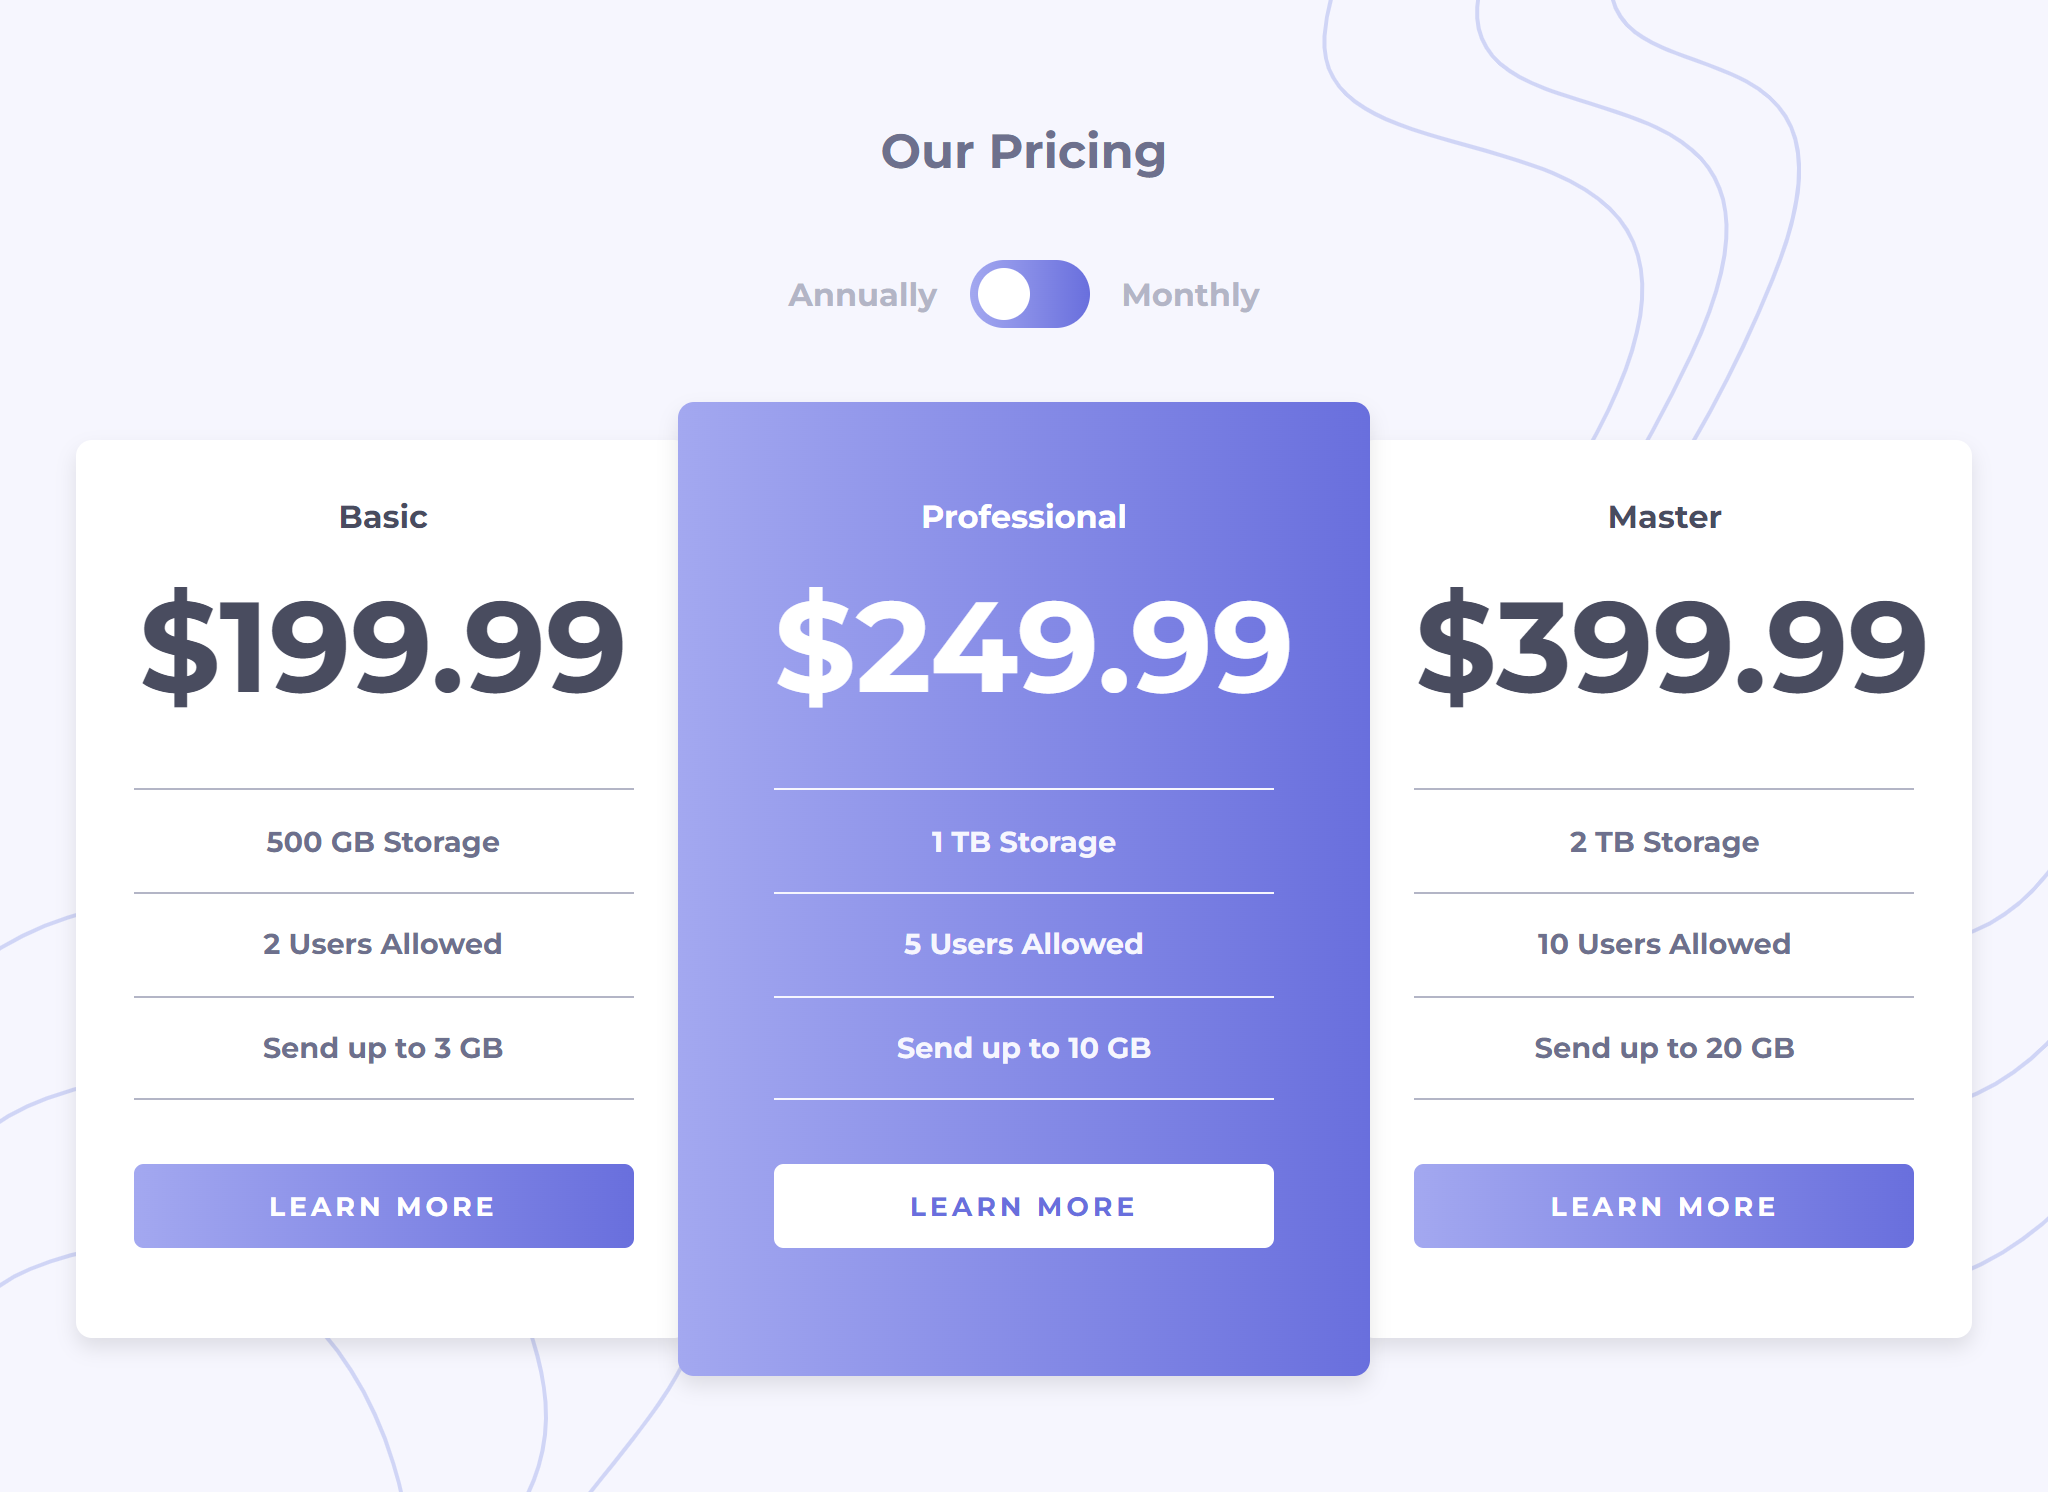 Our Pricing
Annually Monthly
Basic
$199.99
500 GB Storage
2 Users Allowed
Send up to 3 GB
LEARN MORE
Professional
$249.99
1 TB Storage
5 Users Allowed
Send up to 10 GB
LEARN MORE
Master
$399.99
2 TB Storage
10 Users Allowed
Send up to 20 GB
LEARN MORE